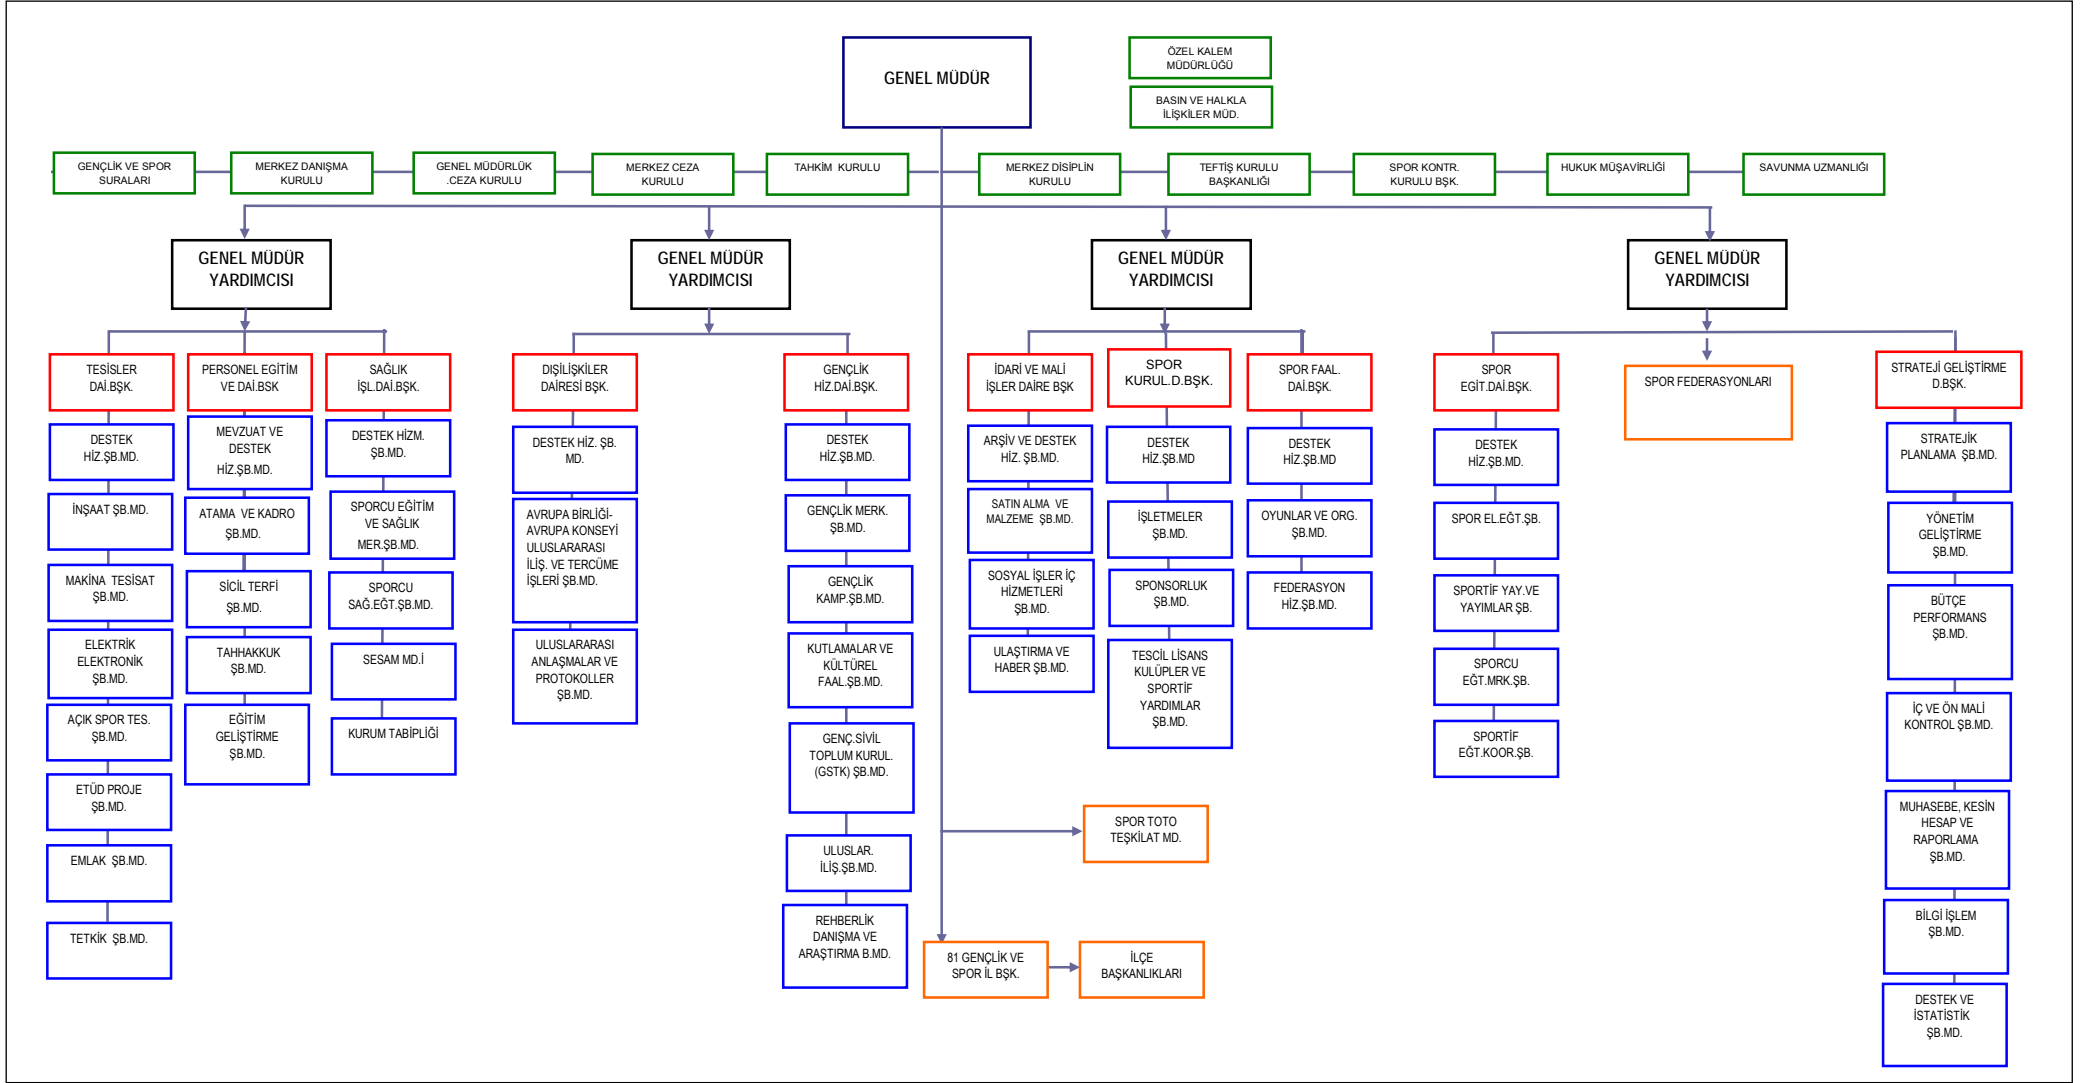 GENEL MÜDÜR
ÖZEL KALEM
MÜDÜRLÜĞÜ
BASIN VE HALKLA
İLİŞKİLER MÜD.
GENÇLİK VE SPOR
SURALARI
MERKEZ DANIŞMA
KURULU
GENEL MÜDÜRLÜK
.CEZA KURULU
MERKEZ CEZA
KURULU
TAHKİM KURULU
MERKEZ DİSİPLİN
KURULU
TEFTİŞ KURULU
BAŞKANLIĞI
SPOR KONTR.
KURULU BŞK.
HUKUK MÜŞAVİRLİĞİ
SAVUNMA UZMANLIĞI
GENEL MÜDÜR
YARDIMCISI
GENEL MÜDÜR
YARDIMCISI
GENEL MÜDÜR
YARDIMCISI
GENEL MÜDÜR
YARDIMCISI
TESİSLER
DAİ.BŞK.
DESTEK
HİZ.ŞB.MD.
İNŞAAT ŞB.MD.
MAKİNA TESİSAT
ŞB.MD.
ELEKTRİK
ELEKTRONİK
ŞB.MD.
AÇIK SPOR TES.
ŞB.MD.
ETÜD PROJE
ŞB.MD.
EMLAK ŞB.MD.
TETKİK ŞB.MD.
PERSONEL EGİTİM
VE DAİ.BSK
MEVZUAT VE
DESTEK
HİZ.ŞB.MD.
ATAMA VE KADRO
ŞB.MD.
SİCİL TERFİ
ŞB.MD.
TAHHAKKUK
ŞB.MD.
EĞİTİM
GELİŞTİRME
ŞB.MD.
SAĞLIK
İŞL.DAİ.BŞK.
DESTEK HİZM.
ŞB.MD.
SPORCU EĞİTİM
VE SAĞLIK
MER.ŞB.MD.
SPORCU
SAĞ.EĞT.ŞB.MD.
SESAM MD.İ
KURUM TABİPLİĞİ
DIŞİLİŞKİLER
DAİRESİ BŞK.
DESTEK HİZ. ŞB.
MD.
AVRUPA BİRLİĞİ-
AVRUPA KONSEYİ
ULUSLARARASI
İLİŞ. VE TERCÜME
İŞLERİ ŞB.MD.
ULUSLARARASI
ANLAŞMALAR VE
PROTOKOLLER
ŞB.MD.
GENÇLİK
HİZ.DAİ.BŞK.
DESTEK
HİZ.ŞB.MD.
GENÇLİK MERK.
ŞB.MD.
GENÇLİK
KAMP.ŞB.MD.
KUTLAMALAR VE
KÜLTÜREL
FAAL.ŞB.MD.
GENÇ.SİVİL
TOPLUM KURUL.
(GSTK) ŞB.MD.
ULUSLAR.
İLİŞ.ŞB.MD.
REHBERLİK
DANIŞMA VE
ARAŞTIRMA B.MD.
İDARİ VE MALİ
İŞLER DAİRE BŞK
ARŞİV VE DESTEK
HİZ. ŞB.MD.
SATIN ALMA VE
MALZEME ŞB.MD.
SOSYAL İŞLER İÇ
HİZMETLERİ
ŞB.MD.
ULAŞTIRMA VE
HABER ŞB.MD.
SPOR
KURUL.D.BŞK.
DESTEK
HİZ.ŞB.MD
İŞLETMELER
ŞB.MD.
SPONSORLUK
ŞB.MD.
TESCİL LİSANS
KULÜPLER VE
SPORTİF
YARDIMLAR
ŞB.MD.
SPOR FAAL.
DAİ.BŞK.
DESTEK
HİZ.ŞB.MD
OYUNLAR VE ORG.
ŞB.MD.
FEDERASYON
HİZ.ŞB.MD.
SPOR
EGİT.DAİ.BŞK.
DESTEK
HİZ.ŞB.MD.
SPOR EL.EĞT.ŞB.
SPORTİF YAY.VE
YAYIMLAR ŞB.
SPORCU
EĞT.MRK.ŞB.
SPORTİF
EĞT.KOOR.ŞB.
SPOR FEDERASYONLARI
STRATEJİ GELİŞTİRME
D.BŞK.
STRATEJİK
PLANLAMA ŞB.MD.
YÖNETİM
GELİŞTİRME
ŞB.MD.
BÜTÇE
PERFORMANS
ŞB.MD.
İÇ VE ÖN MALİ
KONTROL ŞB.MD.
MUHASEBE, KESİN
HESAP VE
RAPORLAMA
ŞB.MD.
BİLGİ İŞLEM
ŞB.MD.
DESTEK VE
İSTATİSTİK
ŞB.MD.
SPOR TOTO
TEŞKİLAT MD.
81 GENÇLİK VE
SPOR İL BŞK.
İLÇE
BAŞKANLIKLARI